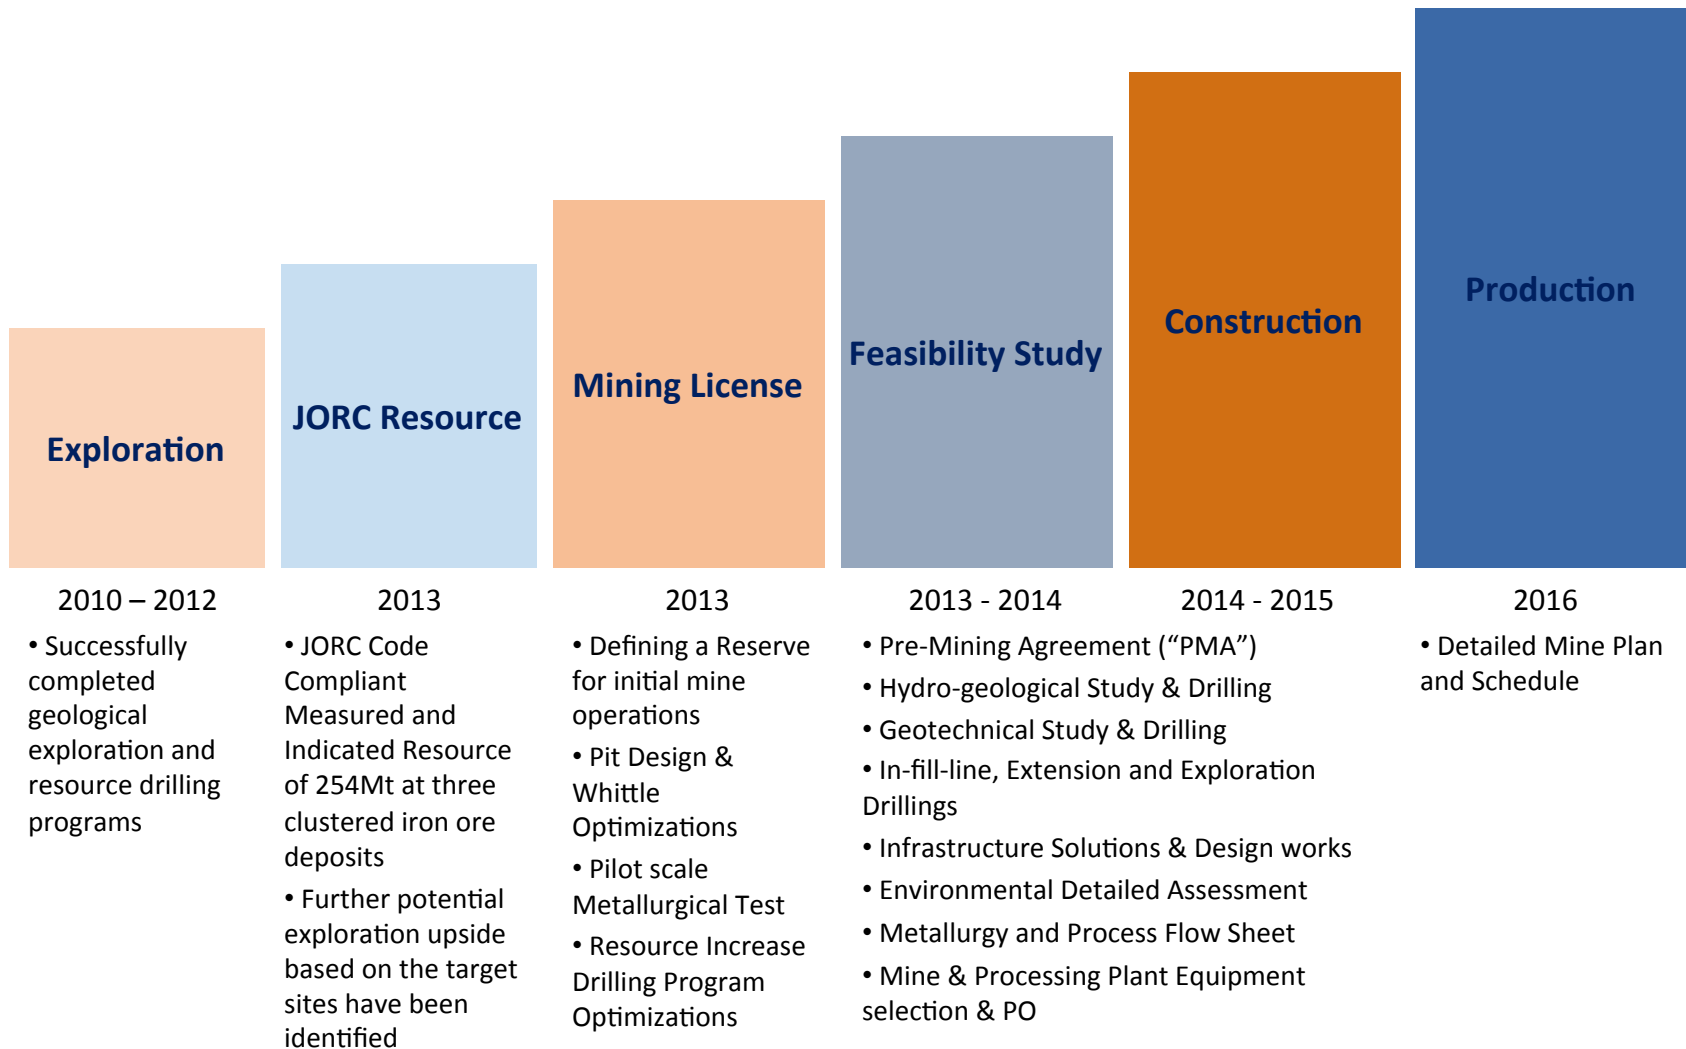 Exploration
JORC Resource
Mining License
Feasibility Study
Construction
Production
2010 – 2012
• Successfully
completed
geological
exploration and
resource drilling
programs
2013
• JORC Code
Compliant
Measured and
Indicated Resource
of 254Mt at three
clustered iron ore
deposits
• Further potential
exploration upside
based on the target
sites have been
identified
2013
• Defining a Reserve
for initial mine
operations
• Pit Design &
Whittle
Optimizations
• Pilot scale
Metallurgical Test
• Resource Increase
Drilling Program
Optimizations
2013 - 2014
2014 - 2015
• Pre-Mining Agreement (“PMA”)
• Hydro-geological Study & Drilling
• Geotechnical Study & Drilling
• In-fill-line, Extension and Exploration
Drillings
• Infrastructure Solutions & Design works
• Environmental Detailed Assessment
• Metallurgy and Process Flow Sheet
• Mine & Processing Plant Equipment
selection & PO
2016
• Detailed Mine Plan
and Schedule